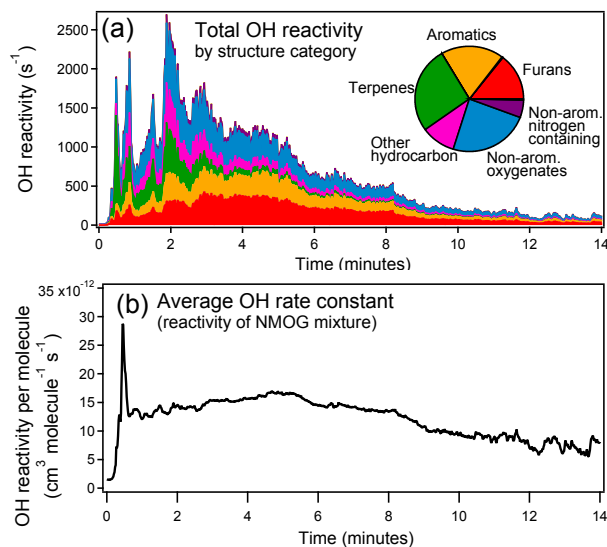 (a)
Total OH reactivity
by structure category
Aromatics
Furans
Terpenes
Non-arom.
nitrogen
containing
Other
hydrocarbon
Non-arom.
oxygenates
OH reactivity (s⁻¹)
2500
2000
1500
1000
500
0
0 2 4 6 8 10 12 14
Time (minutes)
(b)
Average OH rate constant
(reactivity of NMOG mixture)
OH reactivity per molecule
(cm³ molecule⁻¹ s⁻¹)
35 x10⁻¹²
30
25
20
15
10
5
0
0 2 4 6 8 10 12 14
Time (minutes)